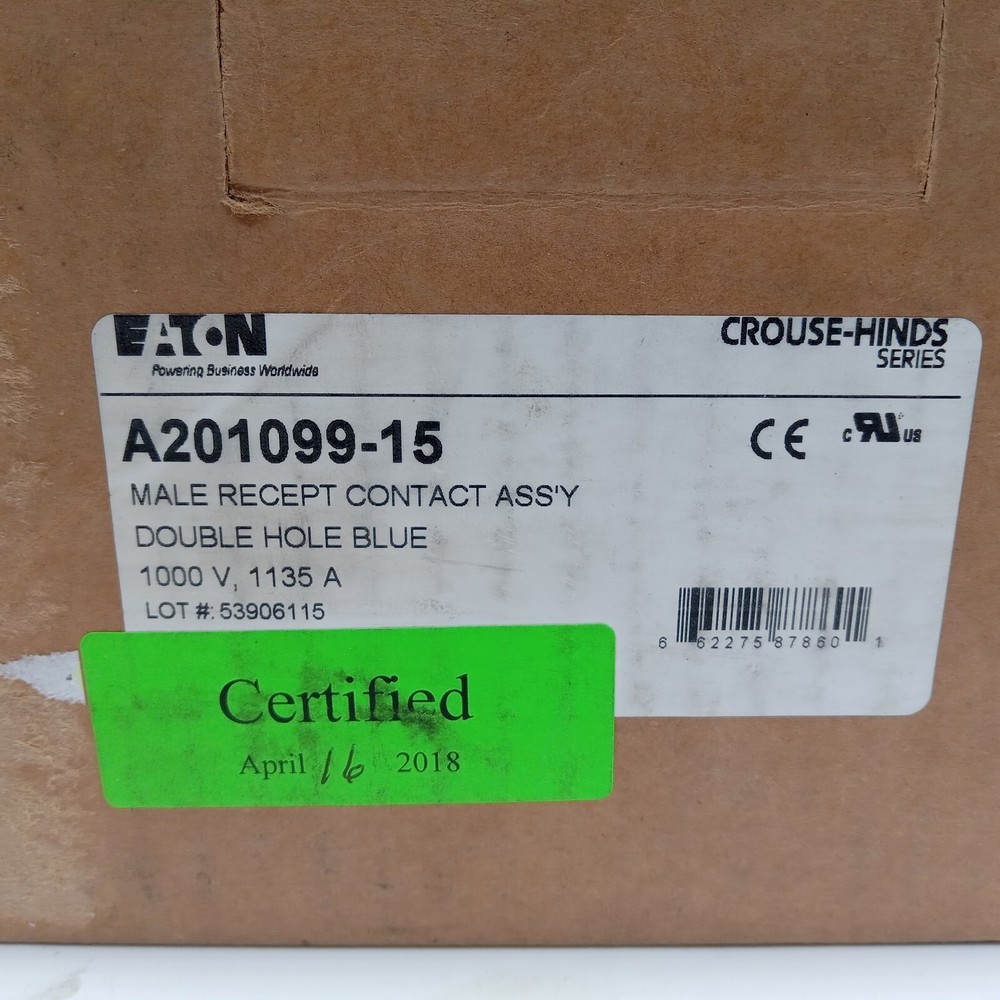 EATON
Powering Business Worldwide
CROUSE-HINDS
SERIES
A201099-15
CE c RU us
MALE RECEPT CONTACT ASS'Y
DOUBLE HOLE BLUE
1000 V, 1135 A
LOT #: 53906115
6 62275 87860 1
Certified
April 16 2018